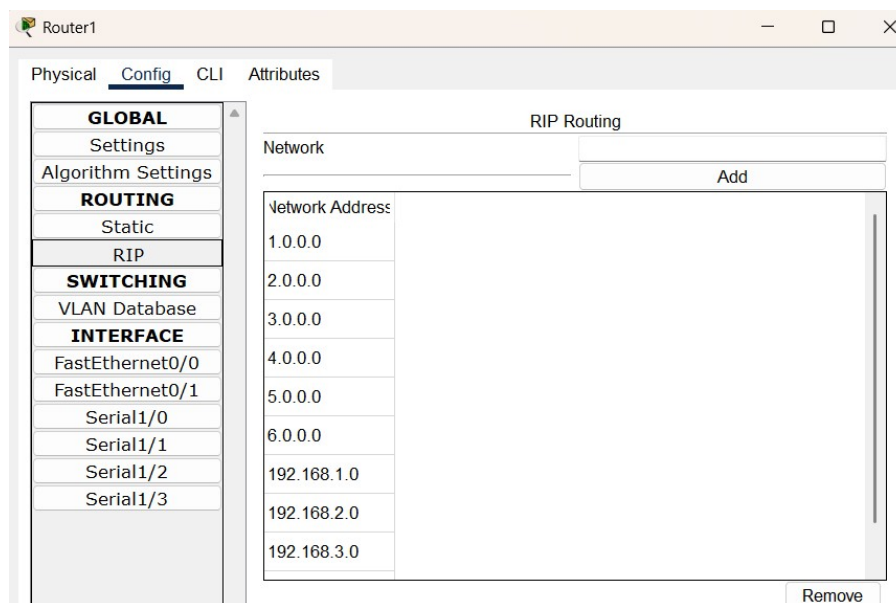 Router1
Physical Config CLI Attributes
GLOBAL
Settings
Algorithm Settings
ROUTING
Static
RIP
SWITCHING
VLAN Database
INTERFACE
FastEthernet0/0
FastEthernet0/1
Serial1/0
Serial1/1
Serial1/2
Serial1/3
RIP Routing
Network
Add
Network Address
1.0.0.0
2.0.0.0
3.0.0.0
4.0.0.0
5.0.0.0
6.0.0.0
192.168.1.0
192.168.2.0
192.168.3.0
Remove